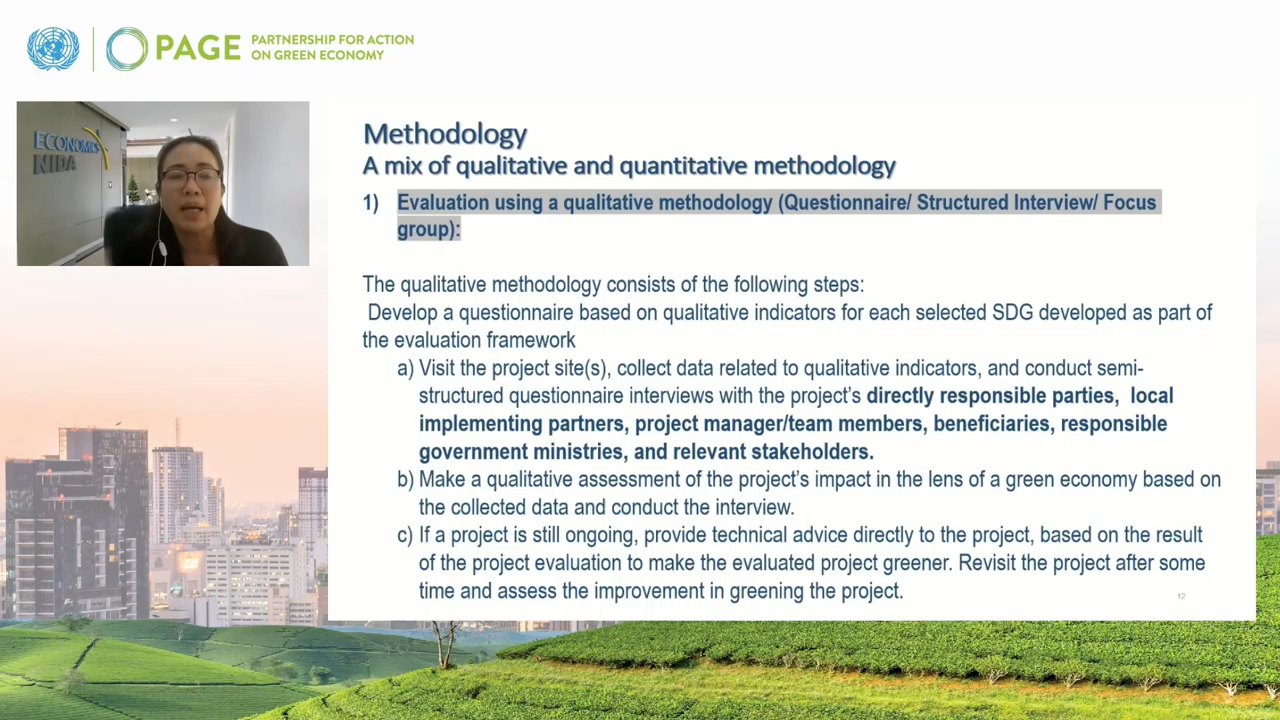 PAGE
PARTNERSHIP FOR ACTION
ON GREEN ECONOMY
ECONOMICS
NIDA
Methodology
A mix of qualitative and quantitative methodology
1) Evaluation using a qualitative methodology (Questionnaire/ Structured Interview/ Focus
group):
The qualitative methodology consists of the following steps:
Develop a questionnaire based on qualitative indicators for each selected SDG developed as part of
the evaluation framework
a) Visit the project site(s), collect data related to qualitative indicators, and conduct semi-
structured questionnaire interviews with the project's directly responsible parties, local
implementing partners, project manager/team members, beneficiaries, responsible
government ministries, and relevant stakeholders.
b) Make a qualitative assessment of the project's impact in the lens of a green economy based on
the collected data and conduct the interview.
c) If a project is still ongoing, provide technical advice directly to the project, based on the result
of the project evaluation to make the evaluated project greener. Revisit the project after some
time and assess the improvement in greening the project.
12